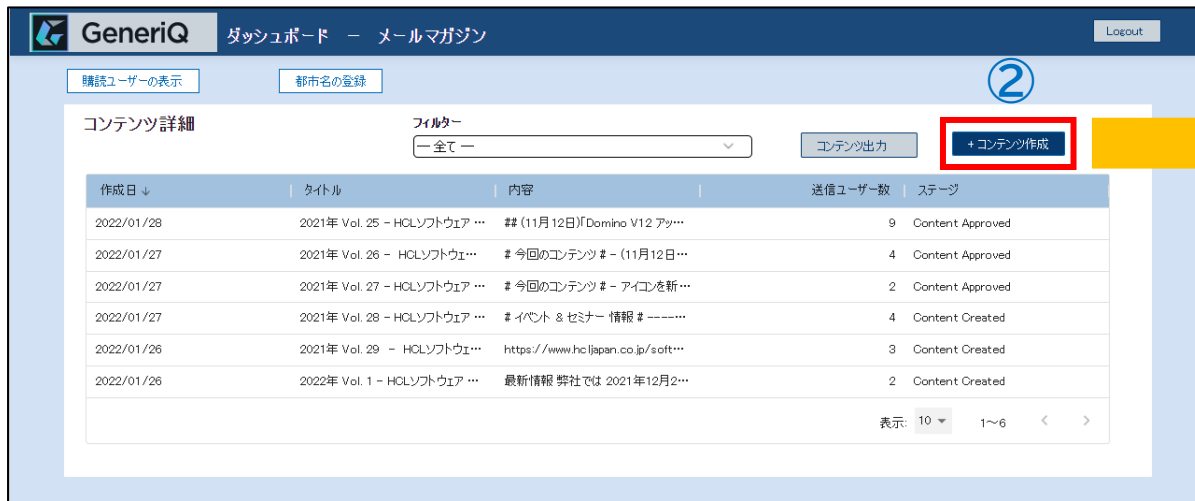 GeneriQ ダッシュボード － メールマガジン Logout
購読ユーザーの表示 都市名の登録
②
コンテンツ詳細 フィルター
ー 全て ー コンテンツ出力 +コンテンツ作成
作成日↓ タイトル 内容 送信ユーザー数 ステージ
2022/01/28 2021年 Vol. 25 - HCLソフトウェア … ## (11月12日)「Domino V12 アッ… 9 Content Approved
2022/01/27 2021年 Vol. 26 - HCLソフトウェ… # 今回のコンテンツ # - (11月12日… 4 Content Approved
2022/01/27 2021年 Vol. 27 - HCLソフトウェア … # 今回のコンテンツ # - アイコンを新… 2 Content Approved
2022/01/27 2021年 Vol. 28 - HCLソフトウェア … # イベント & セミナー 情報 # ----… 4 Content Created
2022/01/26 2021年 Vol. 29 - HCLソフトウェ… https://www.hcljapan.co.jp/soft… 3 Content Created
2022/01/26 2022年 Vol. 1 - HCLソフトウェア … 最新情報 弊社では 2021年12月2… 2 Content Created
表示: 10 1～6